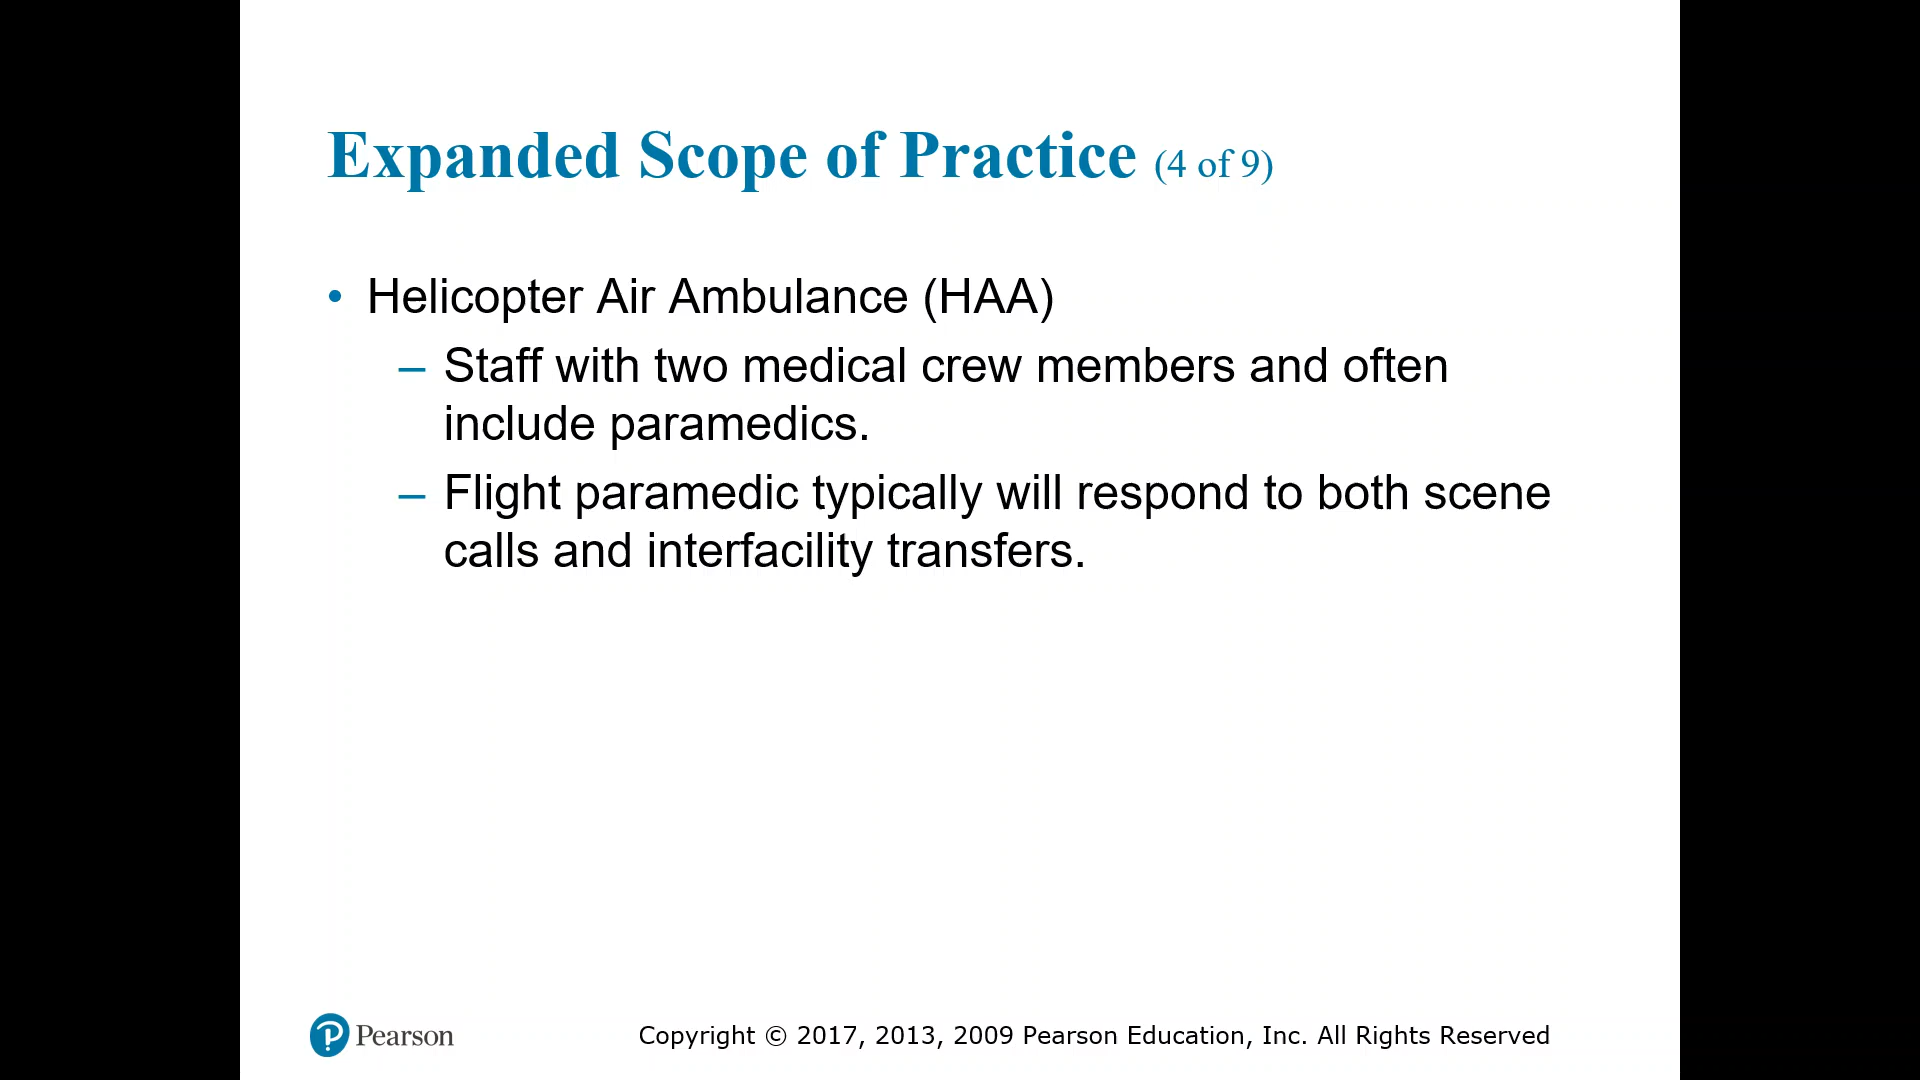 Expanded Scope of Practice (4 of 9)
• Helicopter Air Ambulance (HAA)
– Staff with two medical crew members and often
include paramedics.
– Flight paramedic typically will respond to both scene
calls and interfacility transfers.
Pearson
Copyright © 2017, 2013, 2009 Pearson Education, Inc. All Rights Reserved